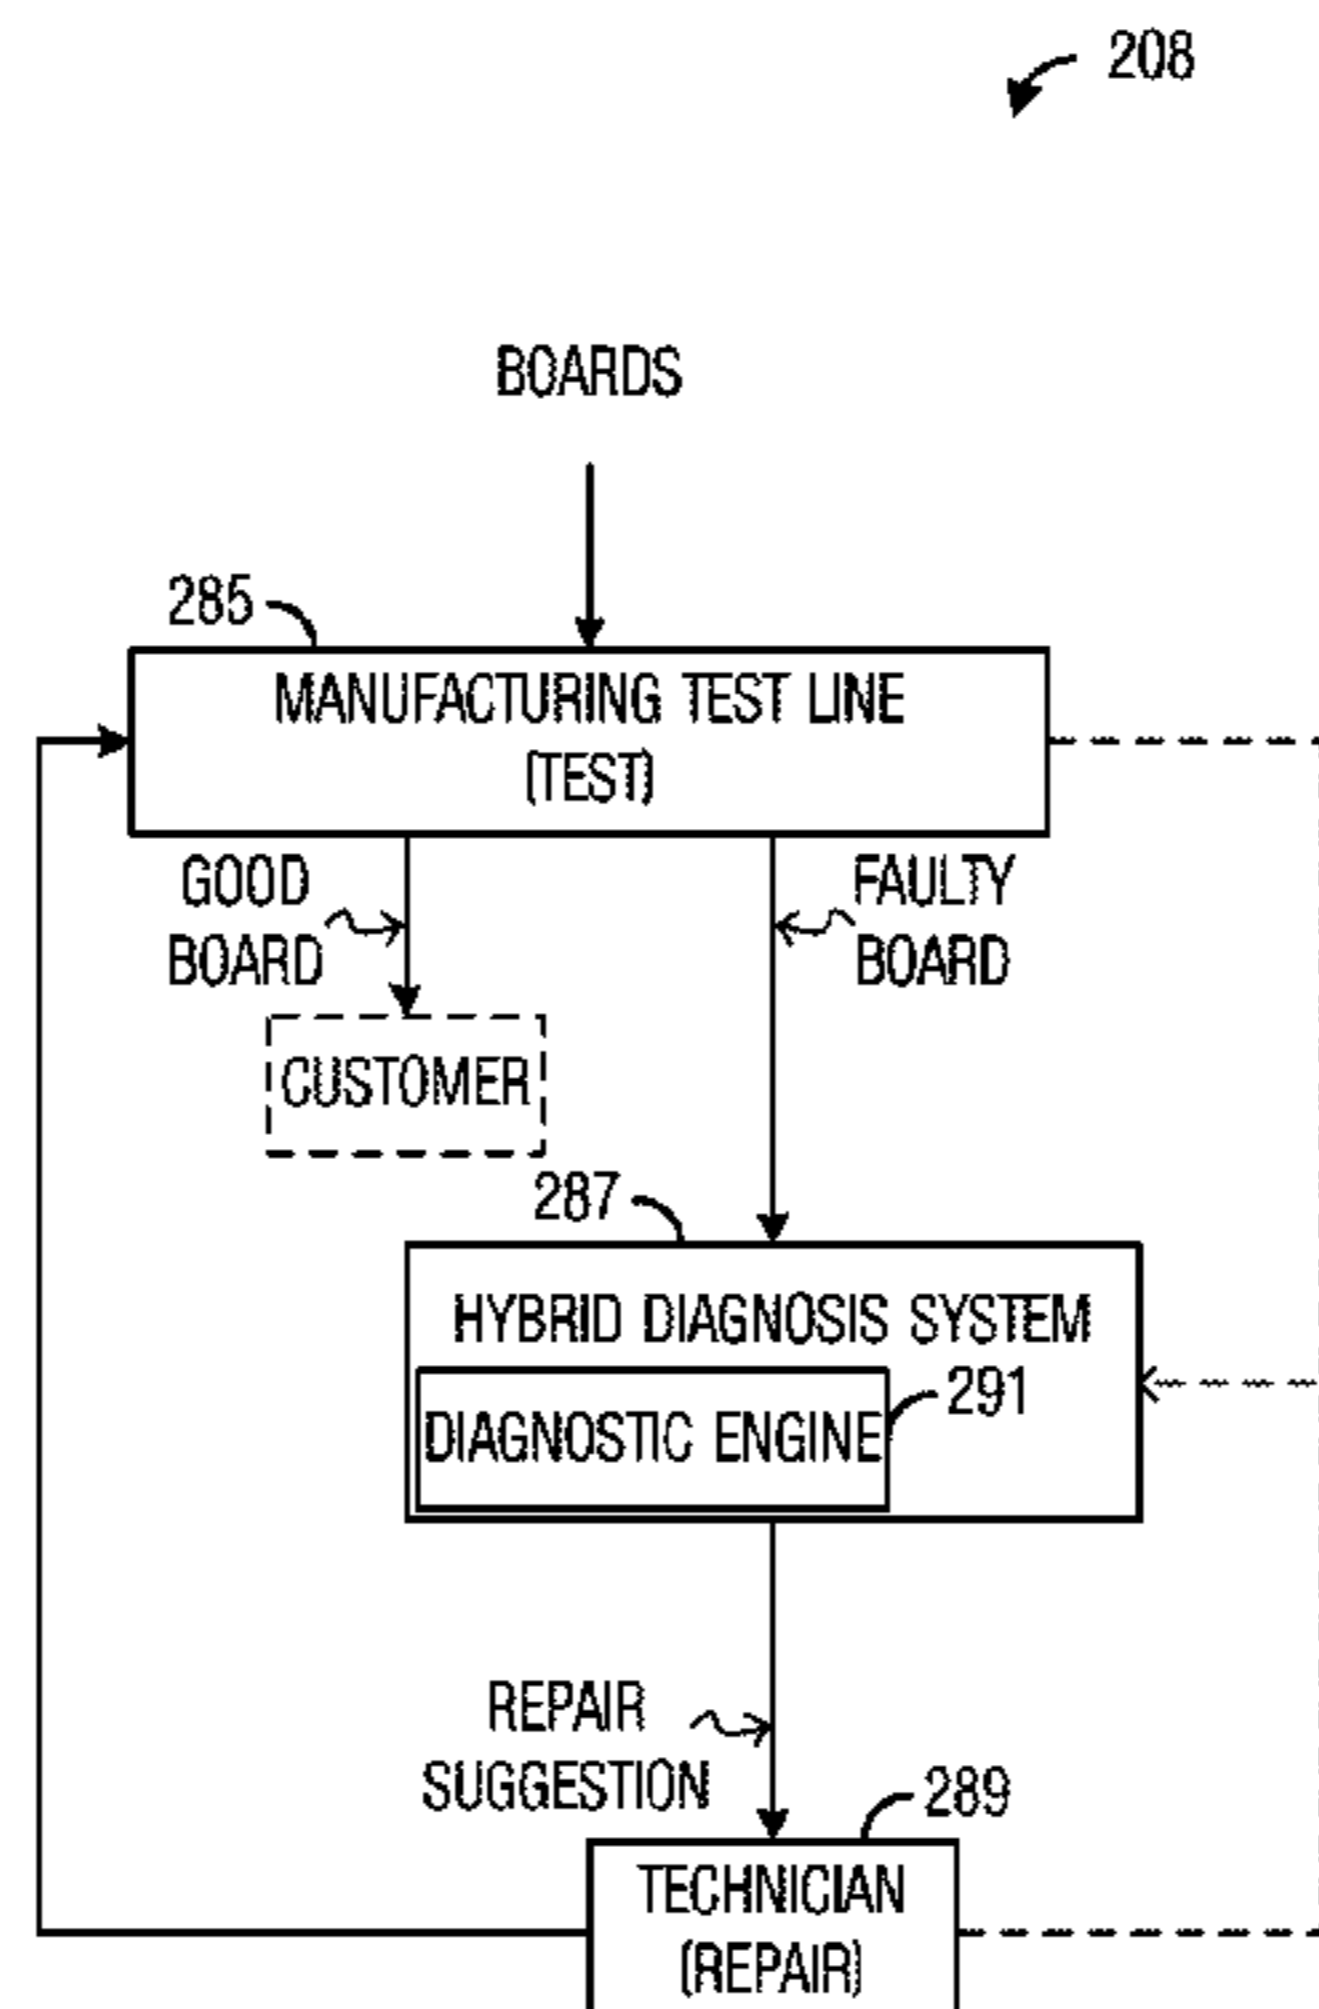 208
BOARDS
285
MANUFACTURING TEST LINE
(TEST)
GOOD
BOARD
FAULTY
BOARD
CUSTOMER
287
HYBRID DIAGNOSIS SYSTEM
291
DIAGNOSTIC ENGINE
REPAIR
SUGGESTION
289
TECHNICIAN
(REPAIR)